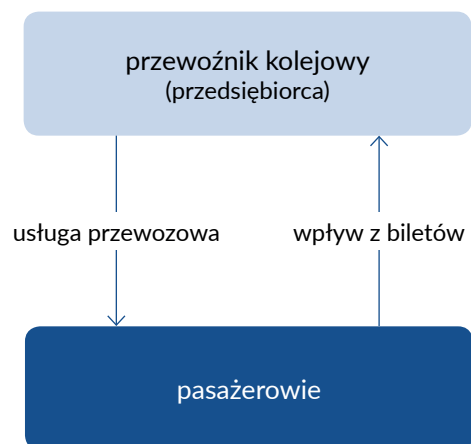 przewoźnik kolejowy
(przedsiębiorca)
usługa przewozowa
wpływ z biletów
pasażerowie